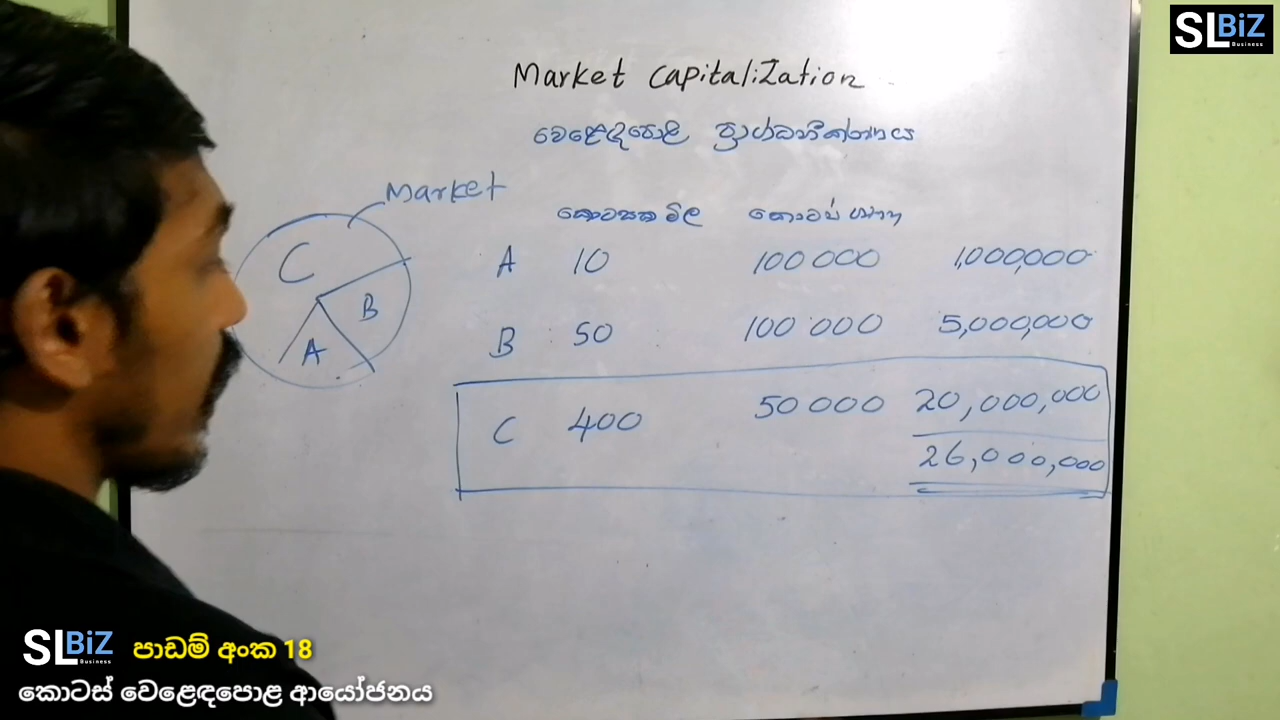 SLBiZ
Business
Market Capitalization
වෙළෙඳපොළ ප්‍රාග්ධනීකරණය
Market
කොටසක මිල කොටස් ගණන
C
B
A
A 10 100 000 1,000,000
B 50 100 000 5,000,000
C 400 50 000 20,000,000
26,000,000
SLBiZ
Business
පාඩම් අංක 18
කොටස් වෙළෙඳපොළ ආයෝජනය